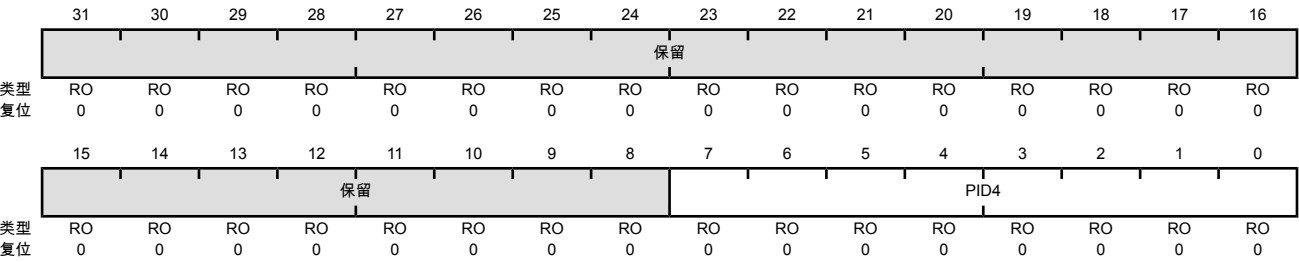 31 30 29 28 27 26 25 24 23 22 21 20 19 18 17 16
保留
类型 RO RO RO RO RO RO RO RO RO RO RO RO RO RO RO RO
复位 0 0 0 0 0 0 0 0 0 0 0 0 0 0 0 0
15 14 13 12 11 10 9 8 7 6 5 4 3 2 1 0
保留 PID4
类型 RO RO RO RO RO RO RO RO RO RO RO RO RO RO RO RO
复位 0 0 0 0 0 0 0 0 0 0 0 0 0 0 0 0